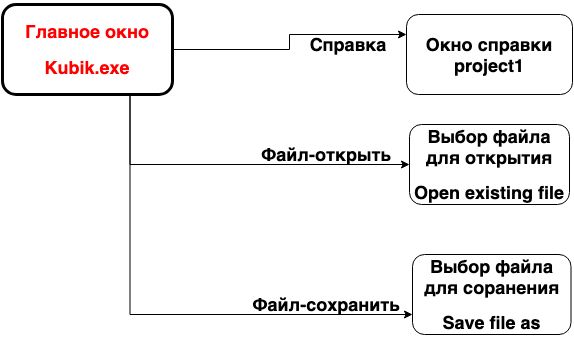 Главное окно
Kubik.exe
Справка
Окно справки
project1
Файл-открыть
Выбор файла
для открытия
Open existing file
Файл-сохранить
Выбор файла
для соранения
Save file as